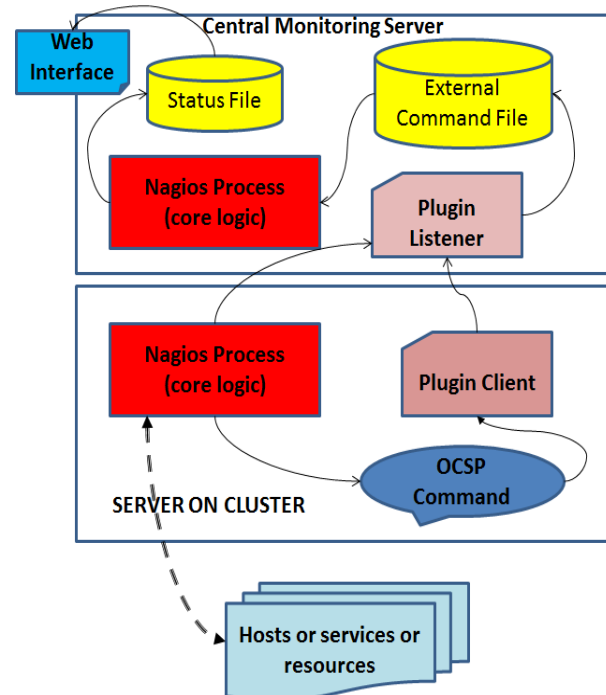 Central Monitoring Server
Web
Interface
Status File
External
Command File
Nagios Process
(core logic)
Plugin
Listener
Nagios Process
(core logic)
Plugin Client
OCSP
Command
SERVER ON CLUSTER
Hosts or services or
resources